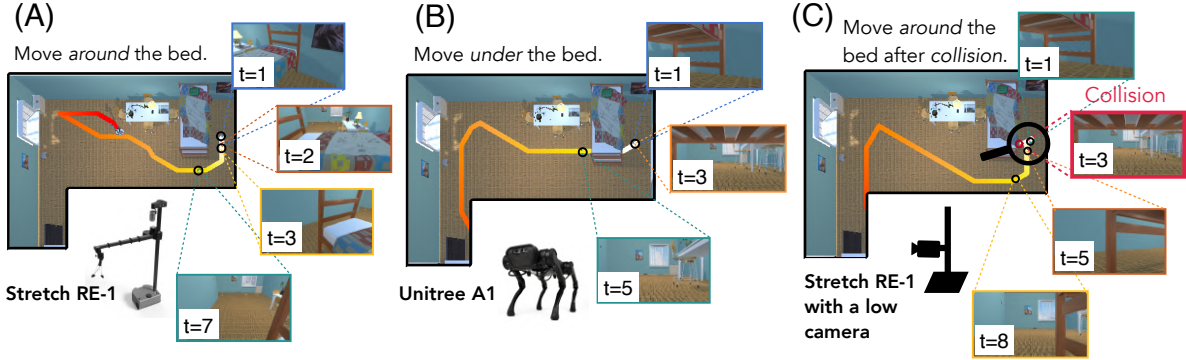 (A)
Move around the bed.
t=1
t=2
t=3
t=7
Stretch RE-1
(B)
Move under the bed.
t=1
t=3
t=5
Unitree A1
(C)
Move around the
bed after collision.
t=1
Collision
t=3
t=5
t=8
Stretch RE-1
with a low
camera